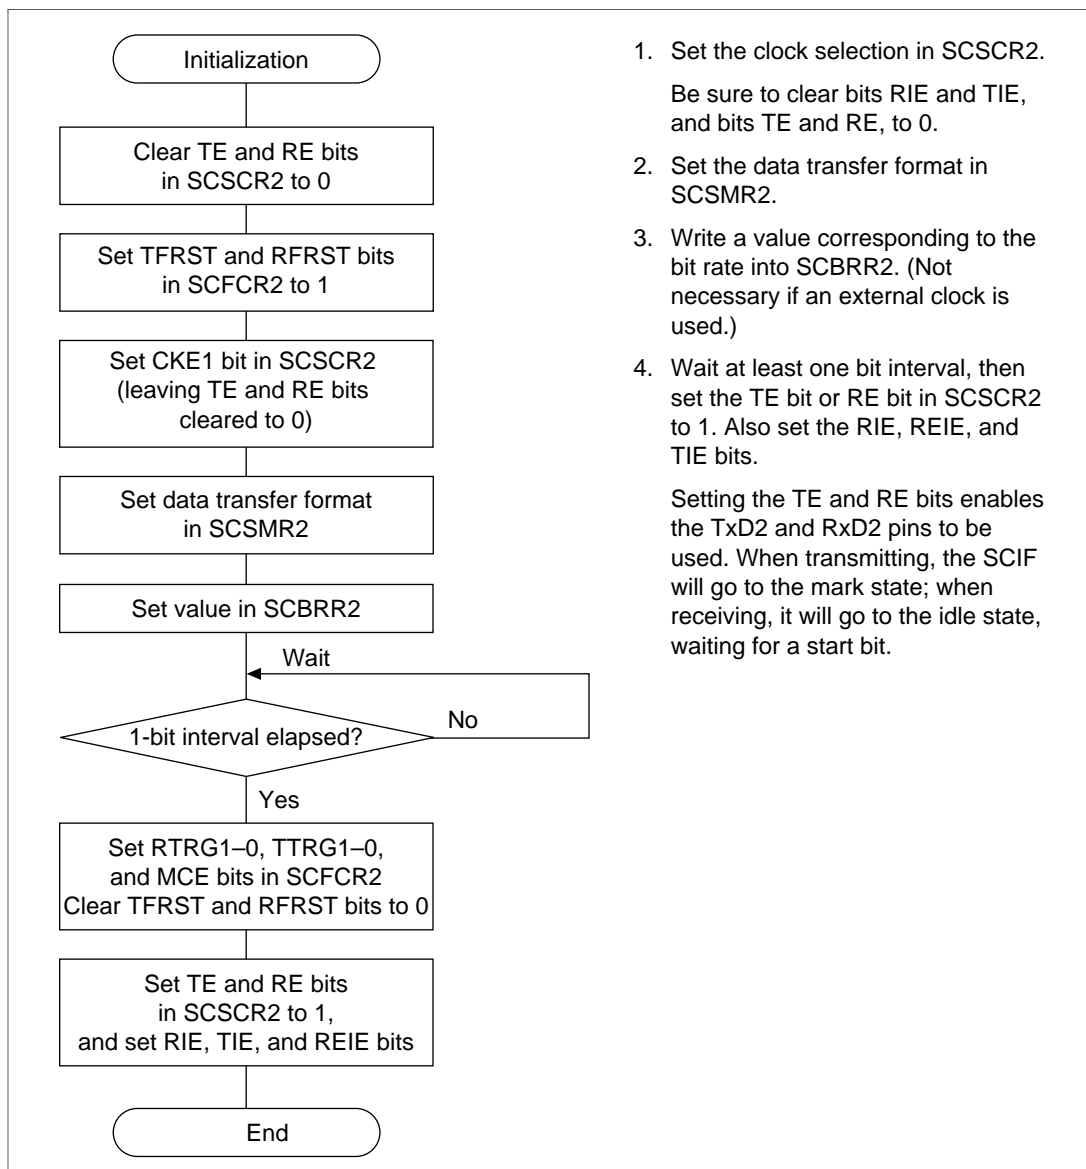 Initialization
Clear TE and RE bits
in SCSCR2 to 0
Set TFRST and RFRST bits
in SCFCR2 to 1
Set CKE1 bit in SCSCR2
(leaving TE and RE bits
cleared to 0)
Set data transfer format
in SCSMR2
Set value in SCBRR2
Wait
1-bit interval elapsed?
No
Yes
Set RTRG1–0, TTRG1–0,
and MCE bits in SCFCR2
Clear TFRST and RFRST bits to 0
Set TE and RE bits
in SCSCR2 to 1,
and set RIE, TIE, and REIE bits
End
1. Set the clock selection in SCSCR2.
Be sure to clear bits RIE and TIE,
and bits TE and RE, to 0.
2. Set the data transfer format in
SCSMR2.
3. Write a value corresponding to the
bit rate into SCBRR2. (Not
necessary if an external clock is
used.)
4. Wait at least one bit interval, then
set the TE bit or RE bit in SCSCR2
to 1. Also set the RIE, REIE, and
TIE bits.
Setting the TE and RE bits enables
the TxD2 and RxD2 pins to be
used. When transmitting, the SCIF
will go to the mark state; when
receiving, it will go to the idle state,
waiting for a start bit.